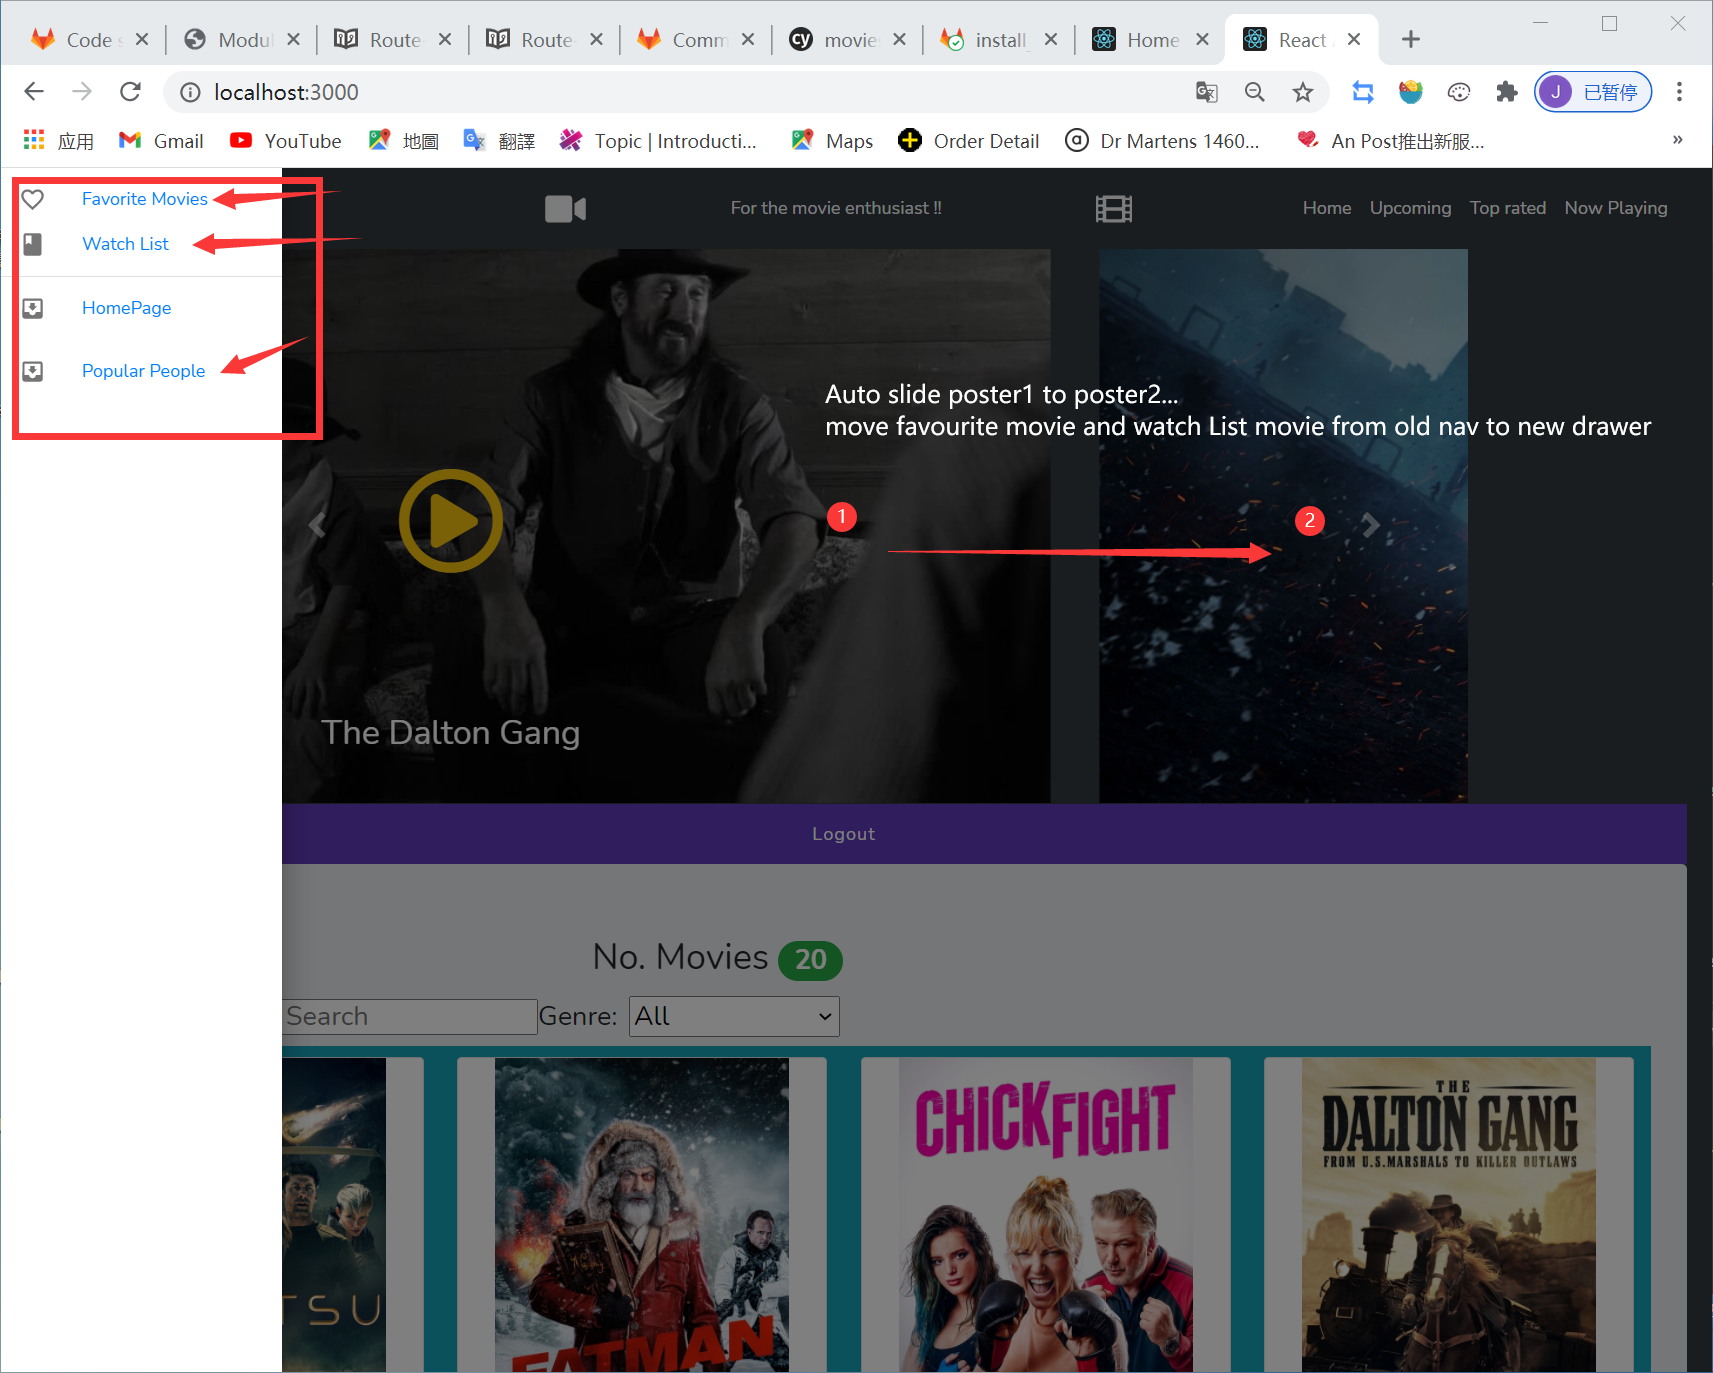 Code s
Modul
Route-
Route-
Comm
cy
movie
install_
Home
React
localhost:3000
J 已暂停
应用
Gmail
YouTube
地圖
翻譯
Topic | Introducti...
Maps
Order Detail
a
Dr Martens 1460...
An Post推出新服...
»
Favorite Movies
Watch List
HomePage
Popular People
For the movie enthusiast !!
Home Upcoming Top rated Now Playing
Auto slide poster1 to poster2...
move favourite movie and watch List movie from old nav to new drawer
1
2
The Dalton Gang
Logout
No. Movies 20
Search
Genre: All
TSU
FATMAN
CHICK FIGHT
THE
DALTON GANG
FROM U.S. MARSHALS TO KILLER OUTLAWS